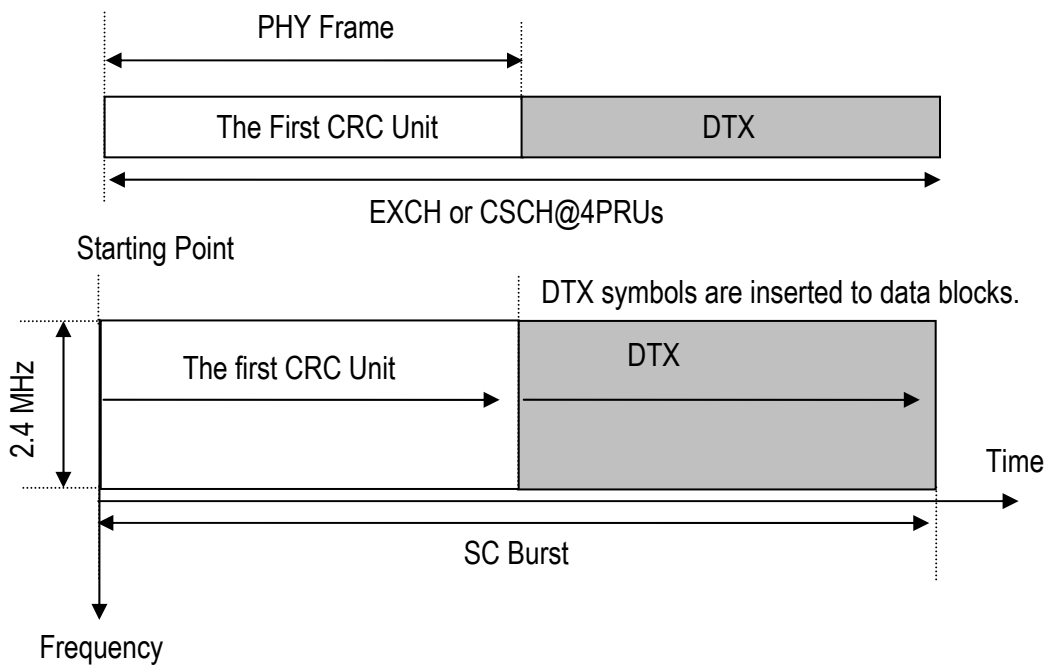 PHY Frame
The First CRC Unit
DTX
EXCH or CSCH@4PRUs
Starting Point
DTX symbols are inserted to data blocks.
2.4 MHz
The first CRC Unit
DTX
Time
SC Burst
Frequency